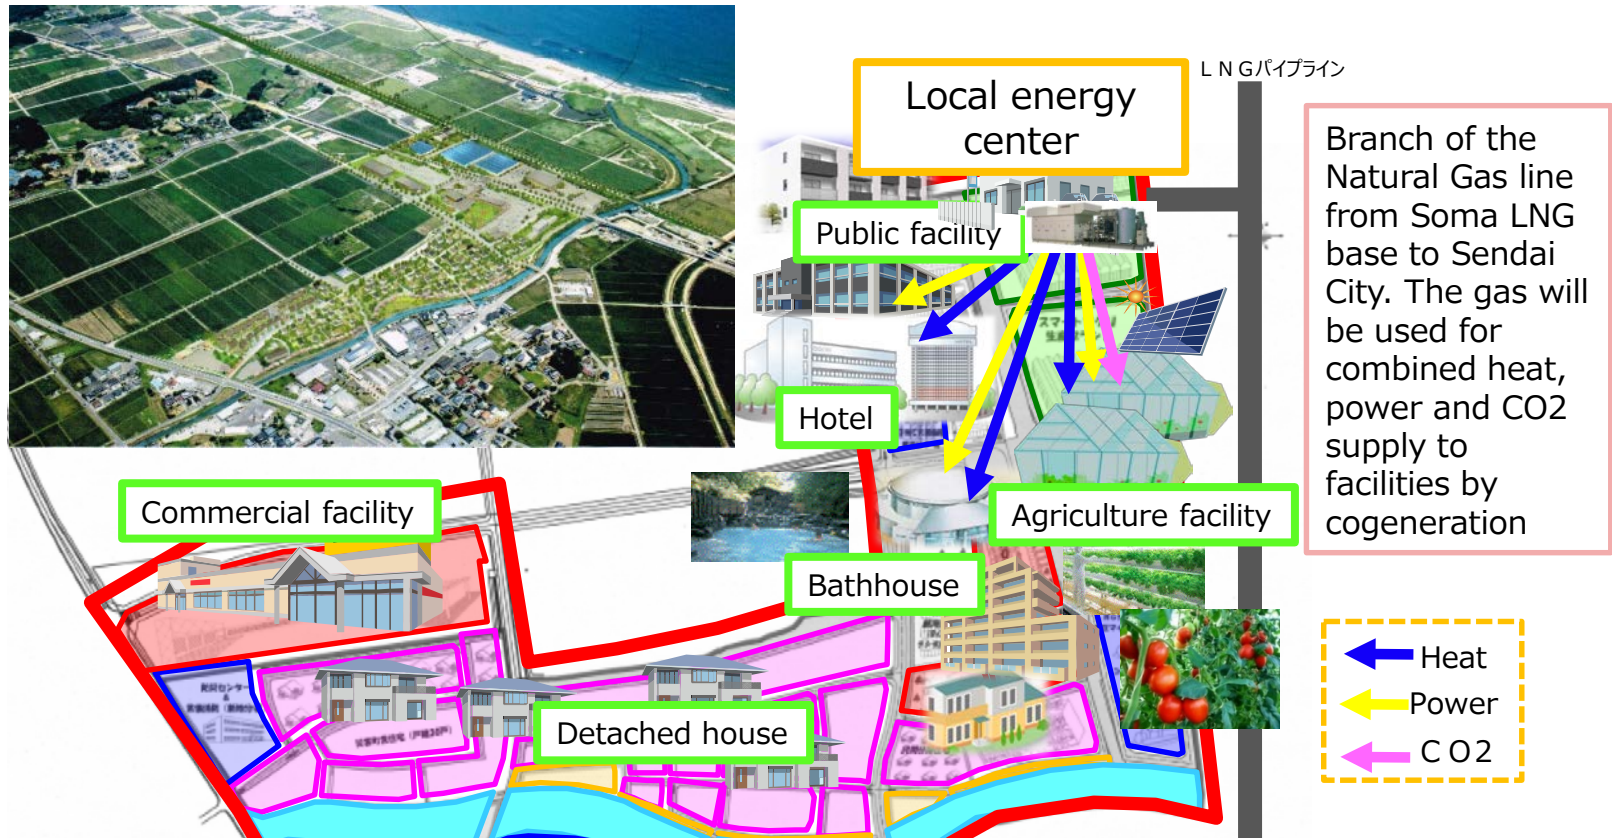 LNGパイプライン
Local energy
center
Branch of the
Natural Gas line
from Soma LNG
base to Sendai
City. The gas will
be used for
combined heat,
power and CO2
supply to
facilities by
cogeneration
Public facility
Hotel
Commercial facility
Agriculture facility
Bathhouse
Detached house
Heat
Power
CO2